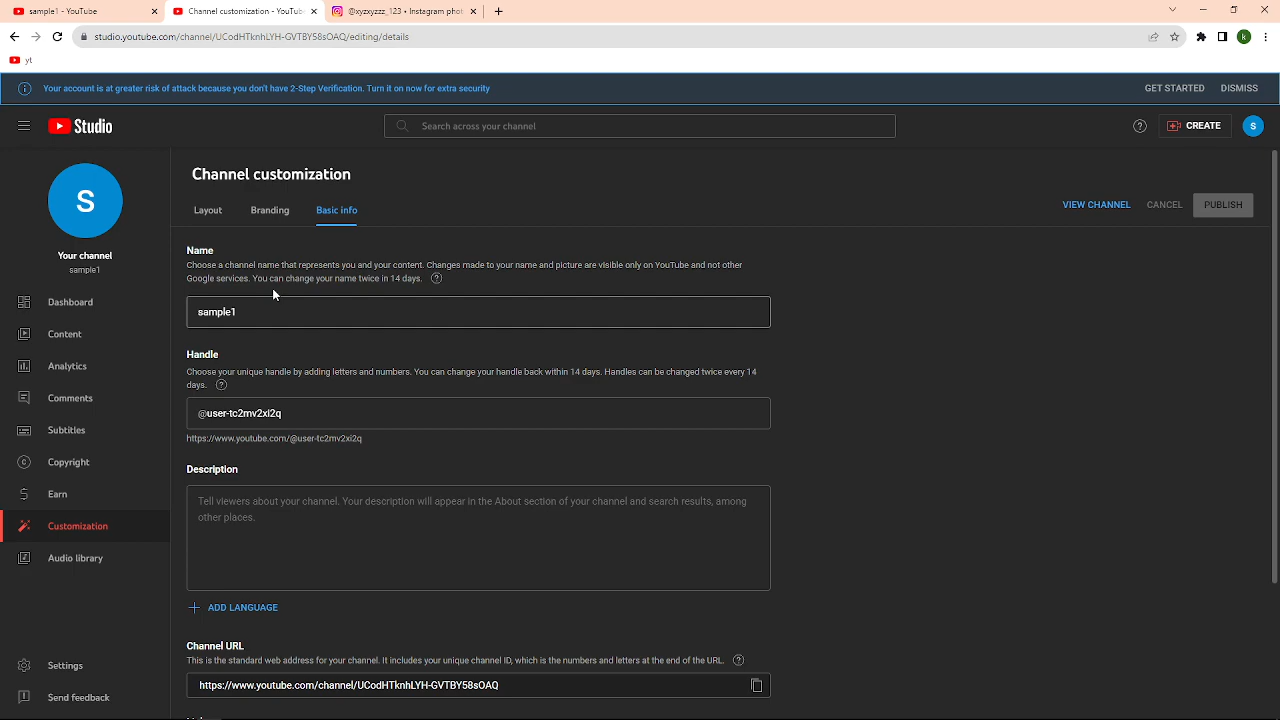 sample1 - YouTube
Channel customization - YouTub
@xyzxyzzz_123 • Instagram phot
studio.youtube.com/channel/UCodHTknhLYH-GVTBY58sOAQ/editing/details
k
yt
Your account is at greater risk of attack because you don't have 2-Step Verification. Turn it on now for extra security
GET STARTED
DISMISS
Studio
Search across your channel
CREATE
S
S
Your channel
sample1
Dashboard
Content
Analytics
Comments
Subtitles
Copyright
Earn
Customization
Audio library
Settings
Send feedback
Channel customization
Layout
Branding
Basic info
VIEW CHANNEL
CANCEL
PUBLISH
Name
Choose a channel name that represents you and your content. Changes made to your name and picture are visible only on YouTube and not other
Google services. You can change your name twice in 14 days.
sample1
Handle
Choose your unique handle by adding letters and numbers. You can change your handle back within 14 days. Handles can be changed twice every 14
days.
@user-tc2mv2xi2q
https://www.youtube.com/@user-tc2mv2xi2q
Description
Tell viewers about your channel. Your description will appear in the About section of your channel and search results, among
other places.
ADD LANGUAGE
Channel URL
This is the standard web address for your channel. It includes your unique channel ID, which is the numbers and letters at the end of the URL.
https://www.youtube.com/channel/UCodHTknhLYH-GVTBY58sOAQ